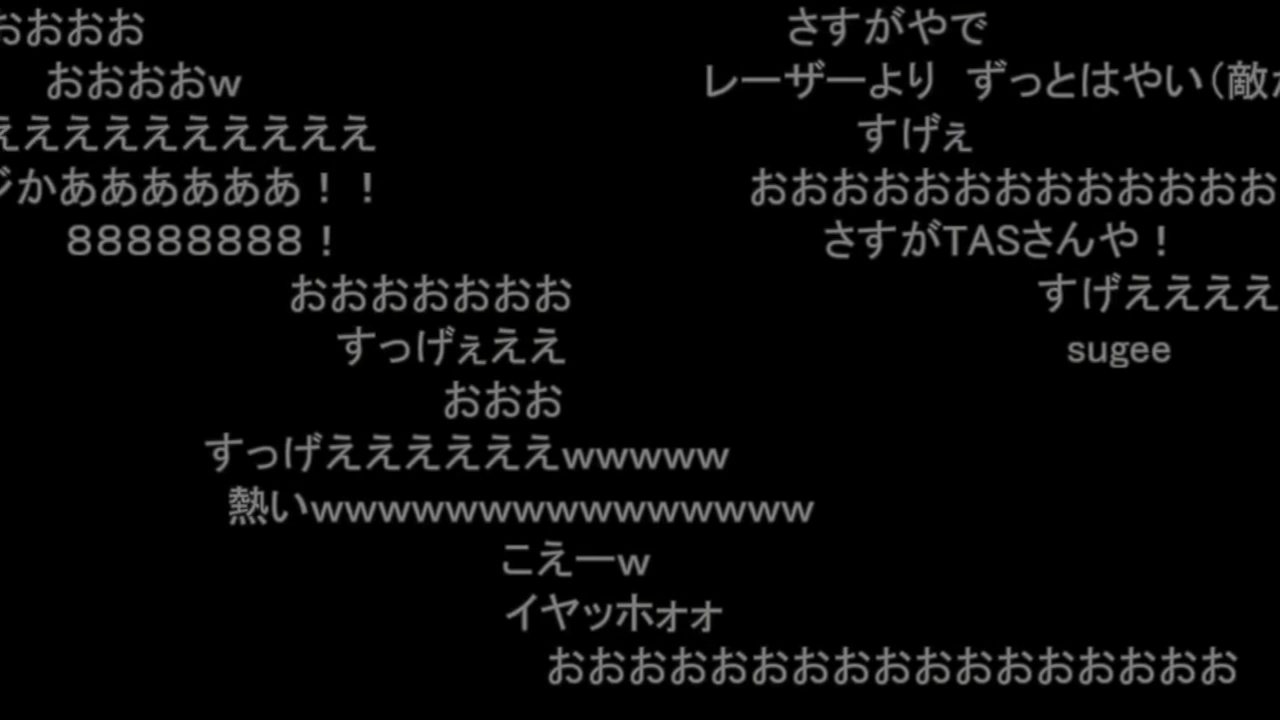 おおおお
さすがやで
おおおおw
レーザーより　ずっとはやい（敵
ええええええええええ
すげぇ
ジかああああああ！！
おおおおおおおおおおおおお
88888888！
さすがTASさんや！
おおおおおおお
すげええええ
すっげぇええ
sugee
おおお
すっげええええええwwwww
熱いwwwwwwwwwwwwwww
こえーw
イヤッホォォ
おおおおおおおおおおおおおおおおお